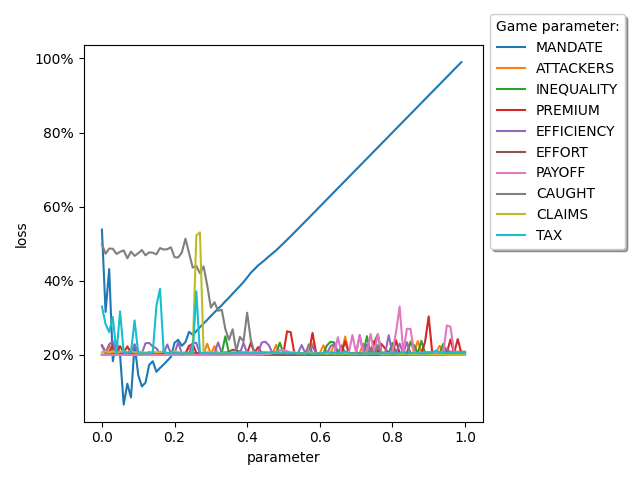 Game parameter:
MANDATE
ATTACKERS
INEQUALITY
PREMIUM
EFFICIENCY
EFFORT
PAYOFF
CAUGHT
CLAIMS
TAX
100%
80%
60%
40%
20%
loss
0.0 0.2 0.4 0.6 0.8 1.0
parameter